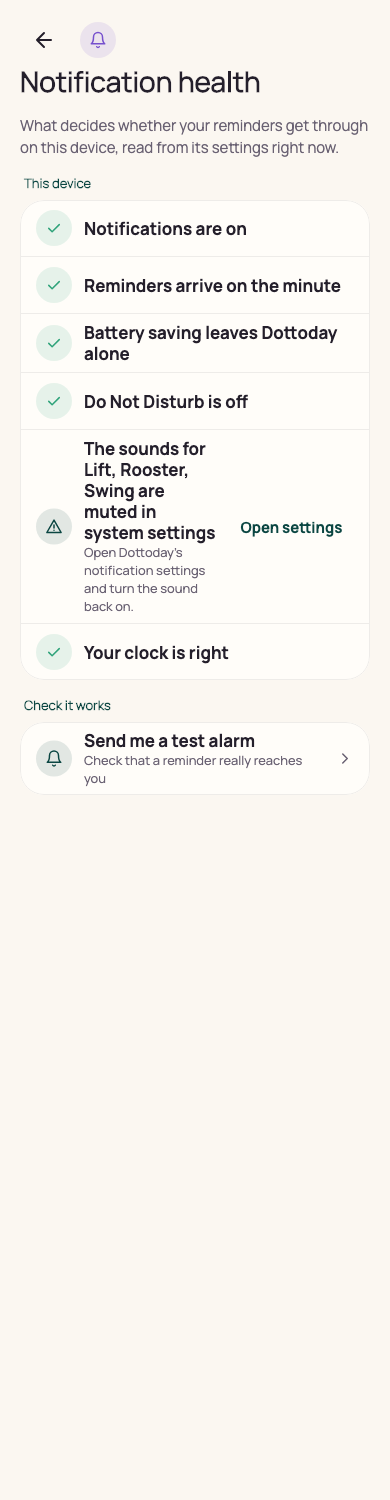 Notification health
What decides whether your reminders get through
on this device, read from its settings right now.
This device
Notifications are on
Reminders arrive on the minute
Battery saving leaves Dottoday
alone
Do Not Disturb is off
The sounds for
Lift, Rooster,
Swing are
muted in
system settings
Open Dottoday's
notification settings
and turn the sound
back on.
Open settings
Your clock is right
Check it works
Send me a test alarm
Check that a reminder really reaches
you